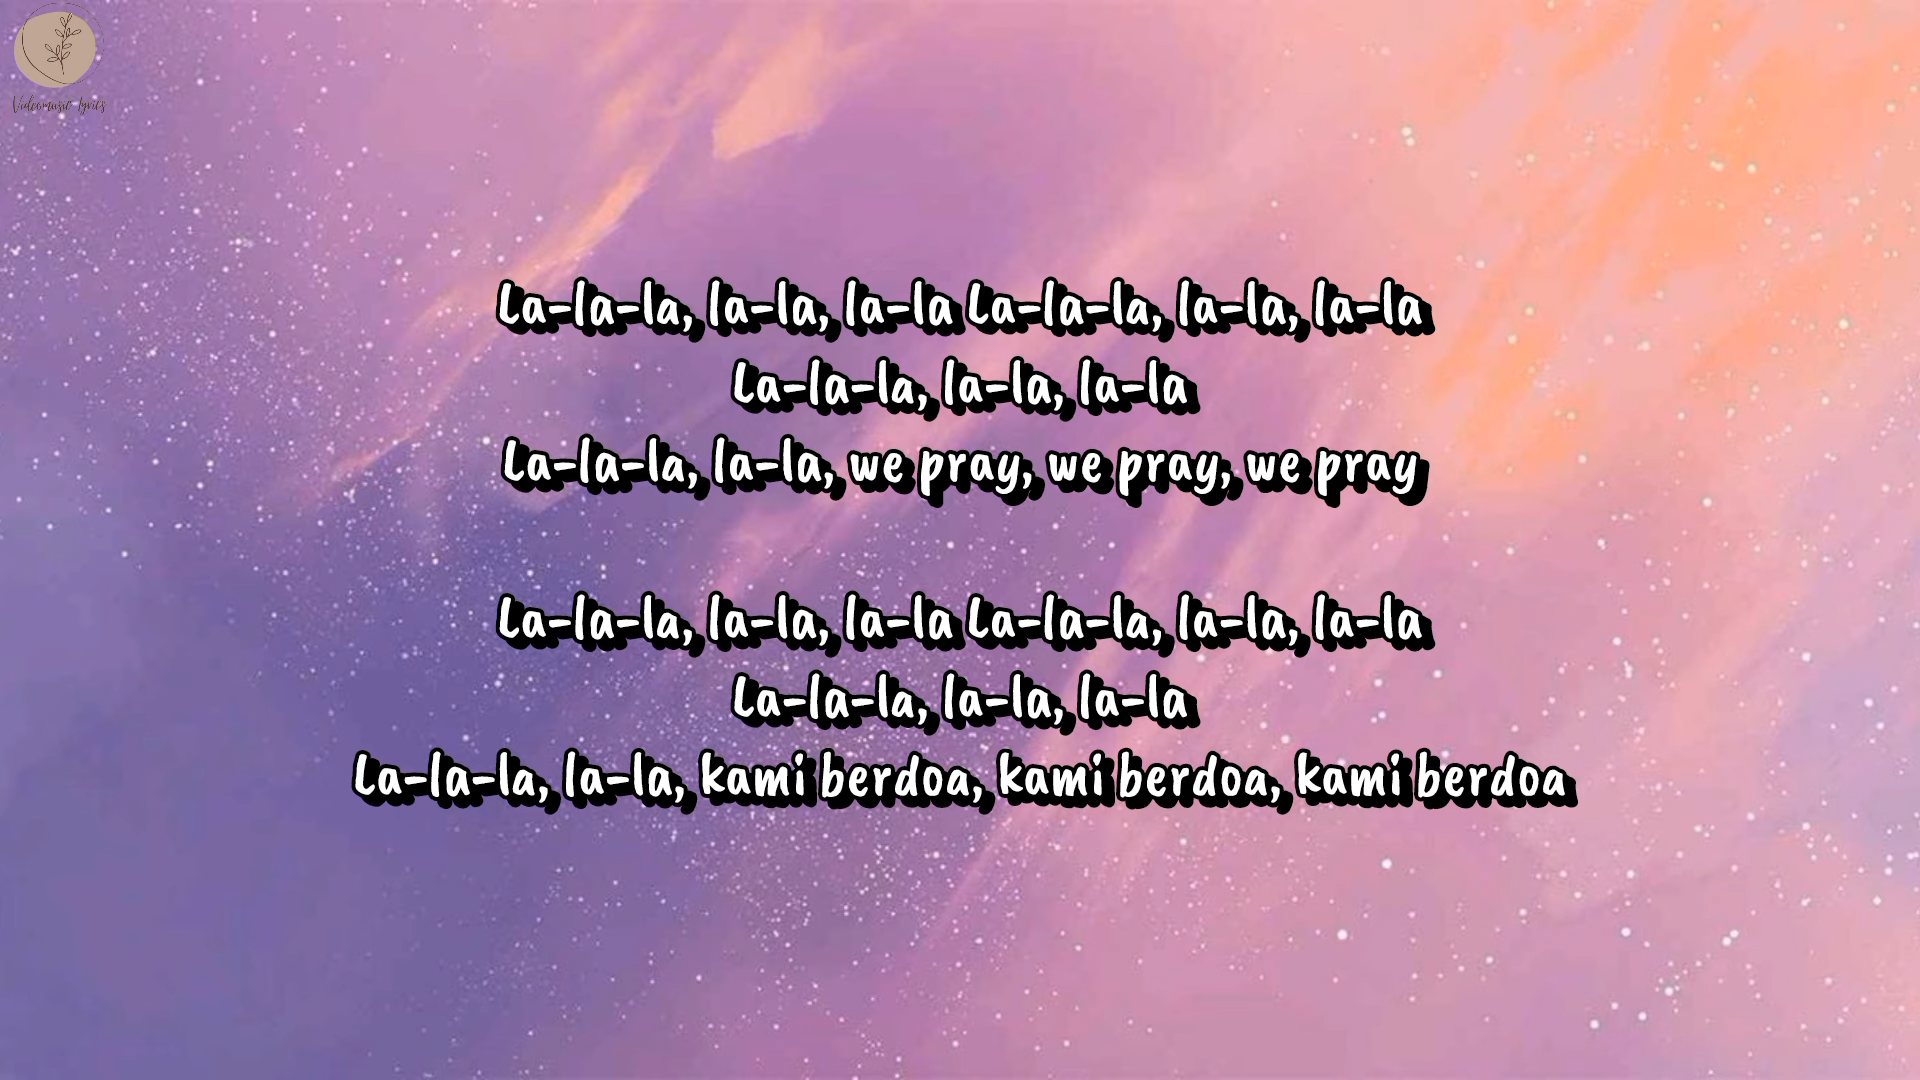 Videomusic lyrics
La-la-la, la-la, la-la La-la-la, la-la, la-la
La-la-la, la-la, la-la
La-la-la, la-la, we pray, we pray, we pray
La-la-la, la-la, la-la La-la-la, la-la, la-la
La-la-la, la-la, la-la
La-la-la, la-la, kami berdoa, kami berdoa, kami berdoa